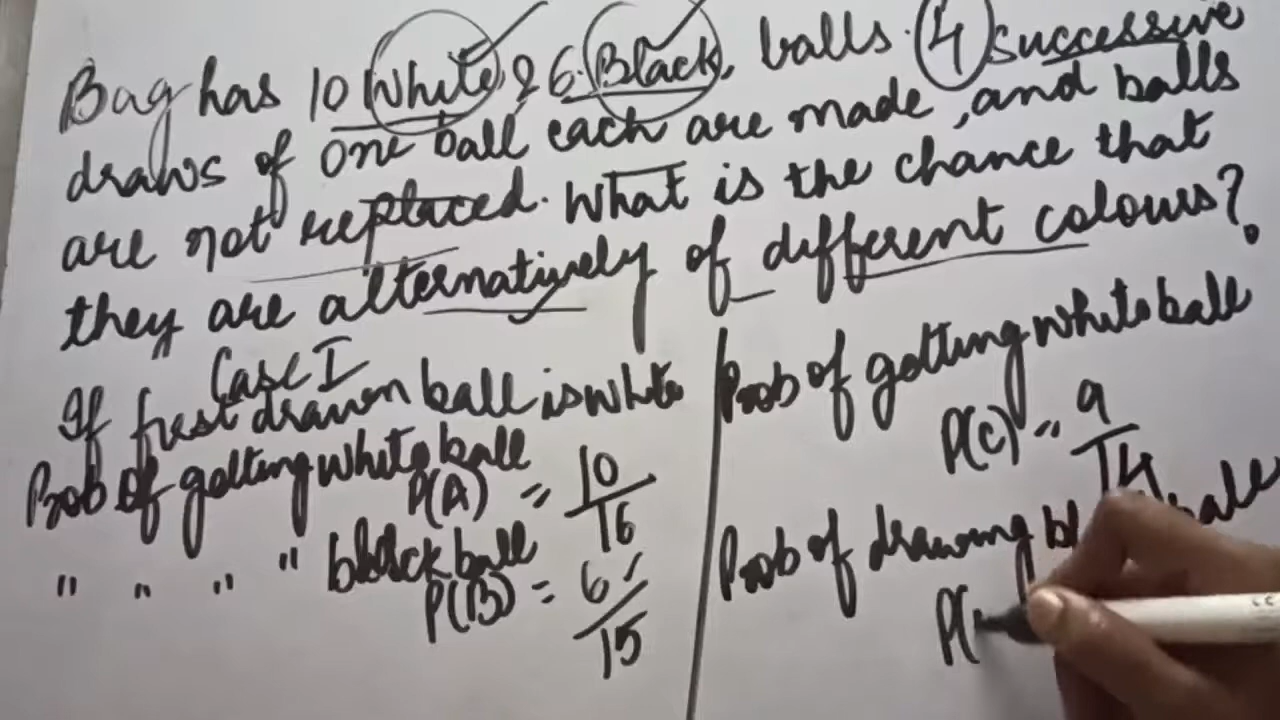 Bag has 10 White & 6 Black balls. 4 successive
draws of one ball each are made, and balls
are not replaced. What is the chance that
they are alternatively of different colours?
Case I
If first drawn ball is white
Prob of getting white ball
P(A) = 10/16
" " " " black ball
P(B) = 6/15
Prob of getting white ball
P(C) = 9/14
Prob of drawing bl ball
P(